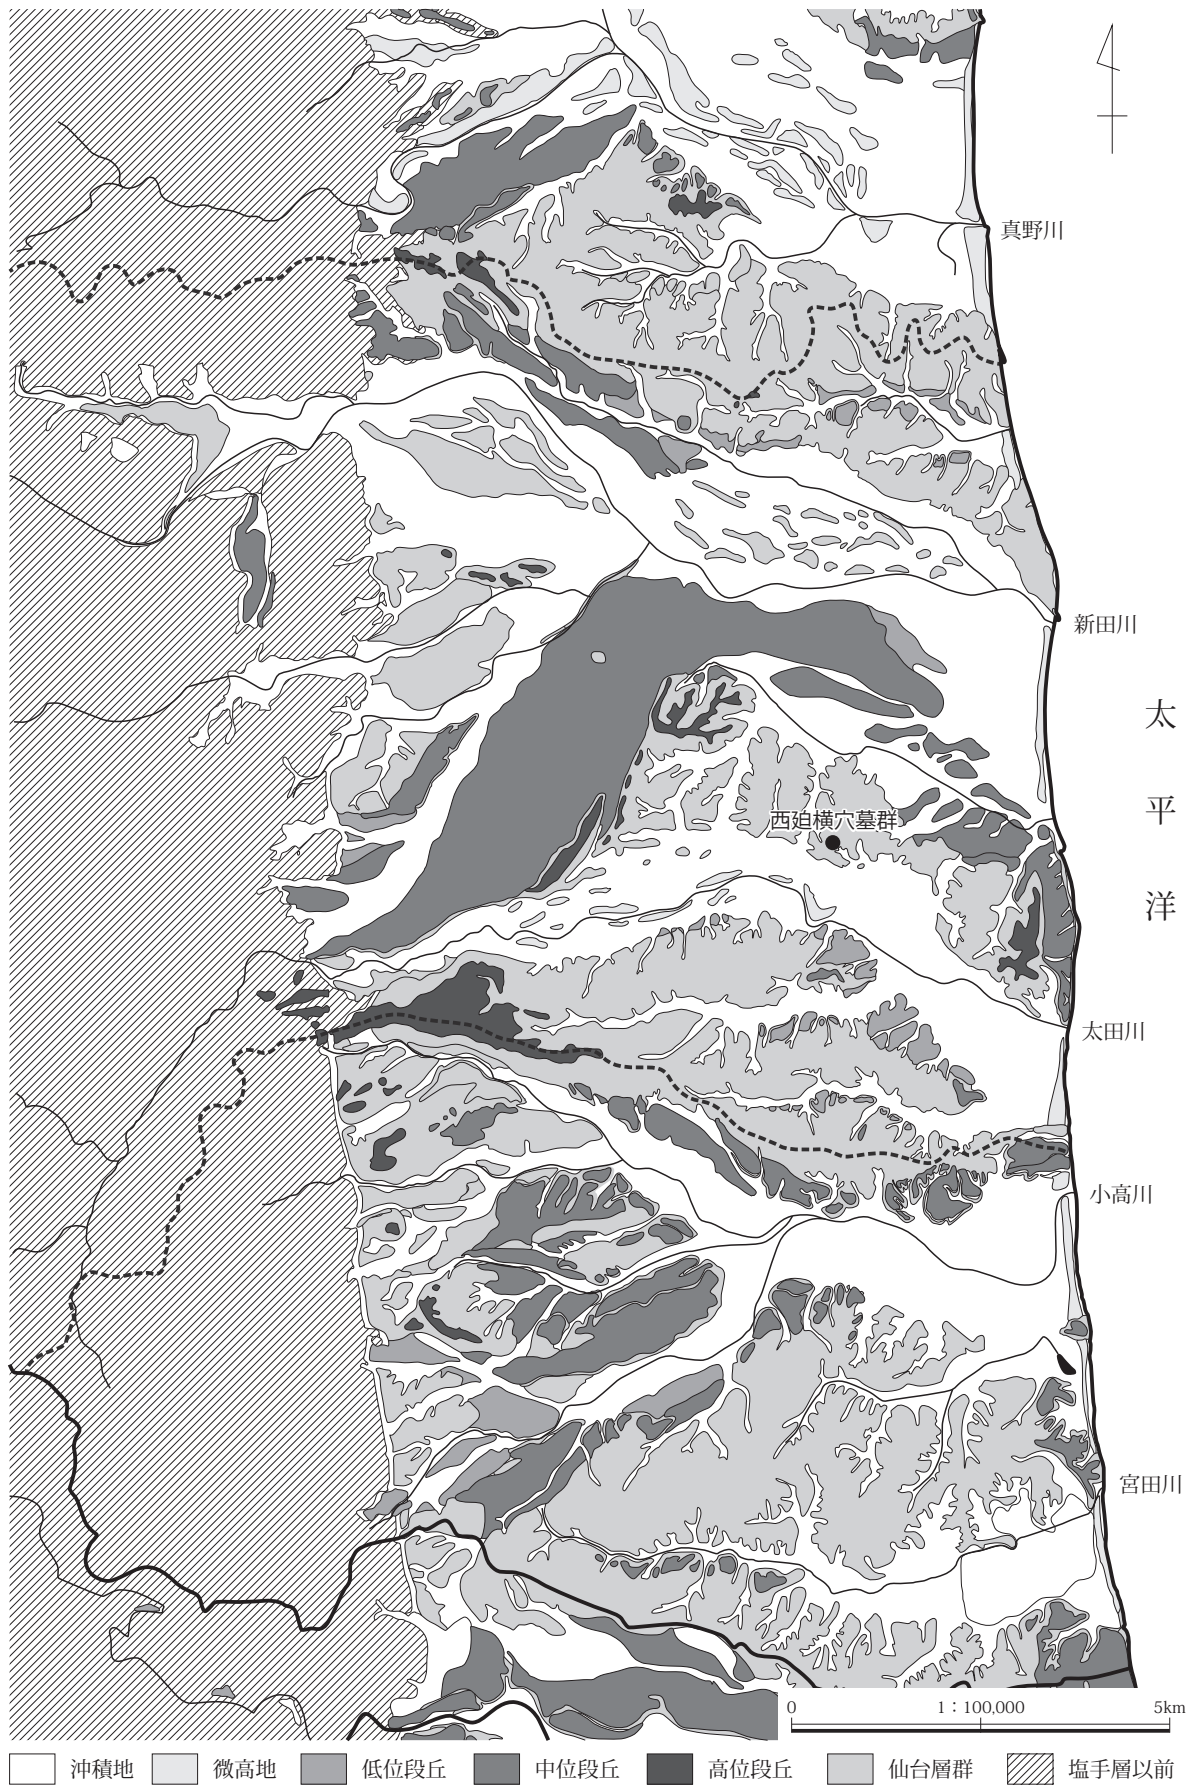 真野川
新田川
太平洋
西廹横穴墓群
太田川
小高川
宮田川
0 1：100,000 5km
沖積地 微高地 低位段丘 中位段丘 高位段丘 仙台層群 塩手層以前